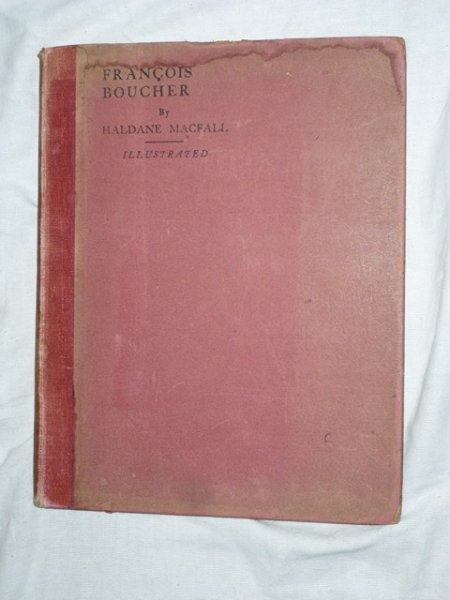 FRANÇOIS
BOUCHER
By
HALDANE MACFALL
ILLUSTRATED